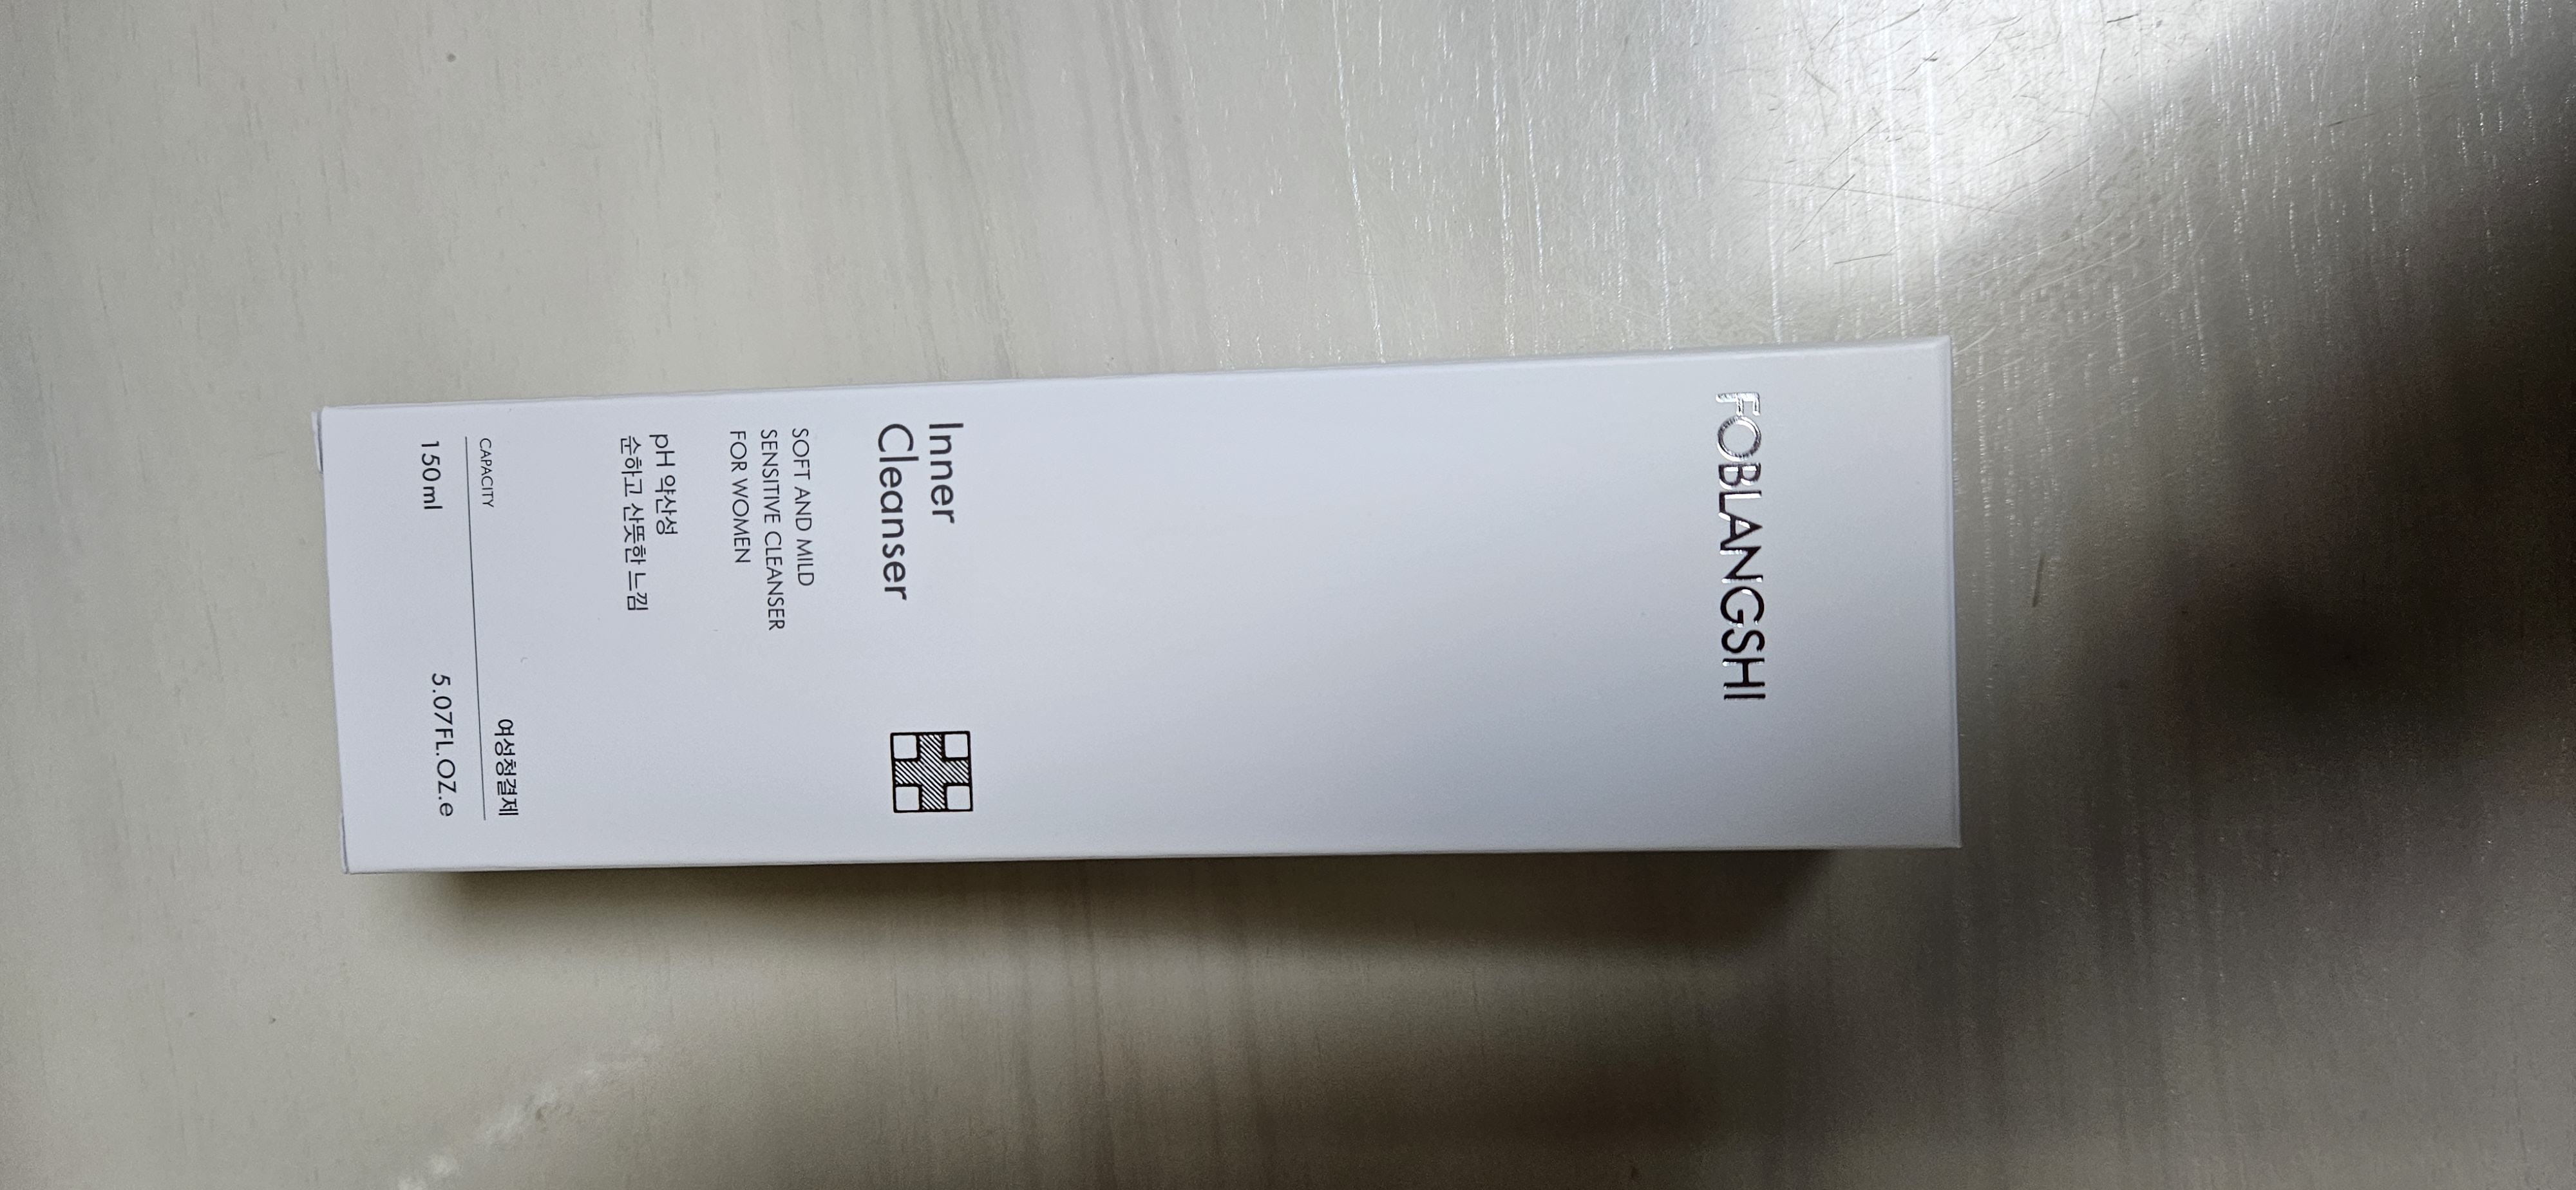 FOBLANGSHI
Inner
Cleanser
SOFT AND MILD
SENSITIVE CLEANSER
FOR WOMEN
pH 약산성
순하고 산뜻한 느낌
여성청결제
CAPACITY
150ml 5.07FL.OZ.e